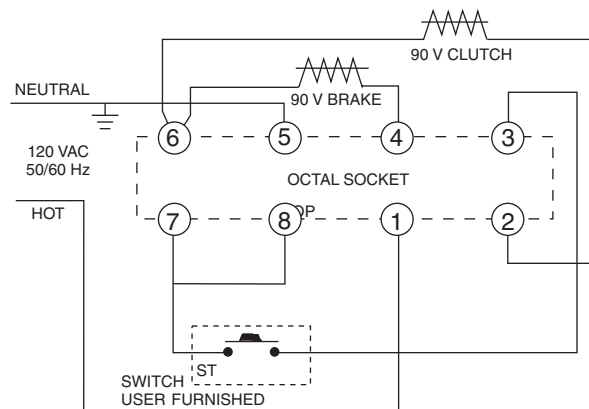 90 V CLUTCH
NEUTRAL
90 V BRAKE
6 5 4 3
120 VAC
50/60 Hz
OCTAL SOCKET
HOT
7 8 OP 1 2
ST
SWITCH
USER FURNISHED